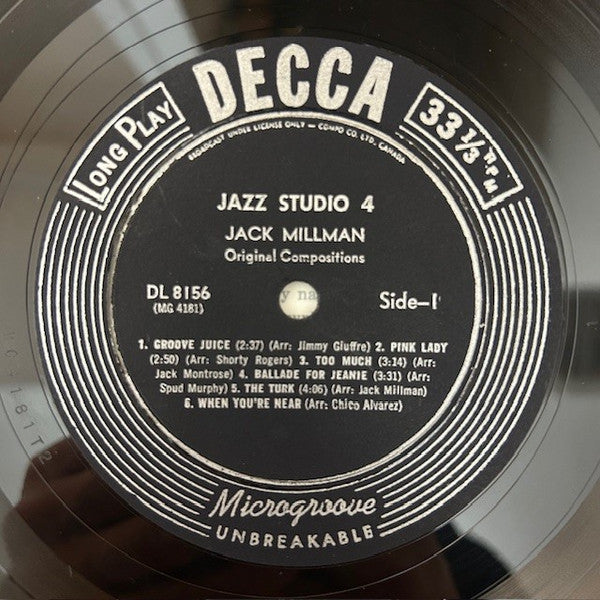 DECCA
LONG PLAY
33 1/3 RPM
BROADCAST UNDER LICENSE ONLY — COMPO CO. LTD. CANADA
JAZZ STUDIO 4
JACK MILLMAN
Original Compositions
DL 8156
(MG 4181)
Side—1
1. GROOVE JUICE (2:37) (Arr: Jimmy Giuffre) 2. PINK LADY
(2:50) (Arr: Shorty Rogers) 3. TOO MUCH (3:14) (Arr:
Jack Montrose) 4. BALLADE FOR JEANIE (3:31) (Arr:
Spud Murphy) 5. THE TURK (4:06) (Arr: Jack Millman)
6. WHEN YOU'RE NEAR (Arr: Chico Alvarez)
Microgroove
UNBREAKABLE